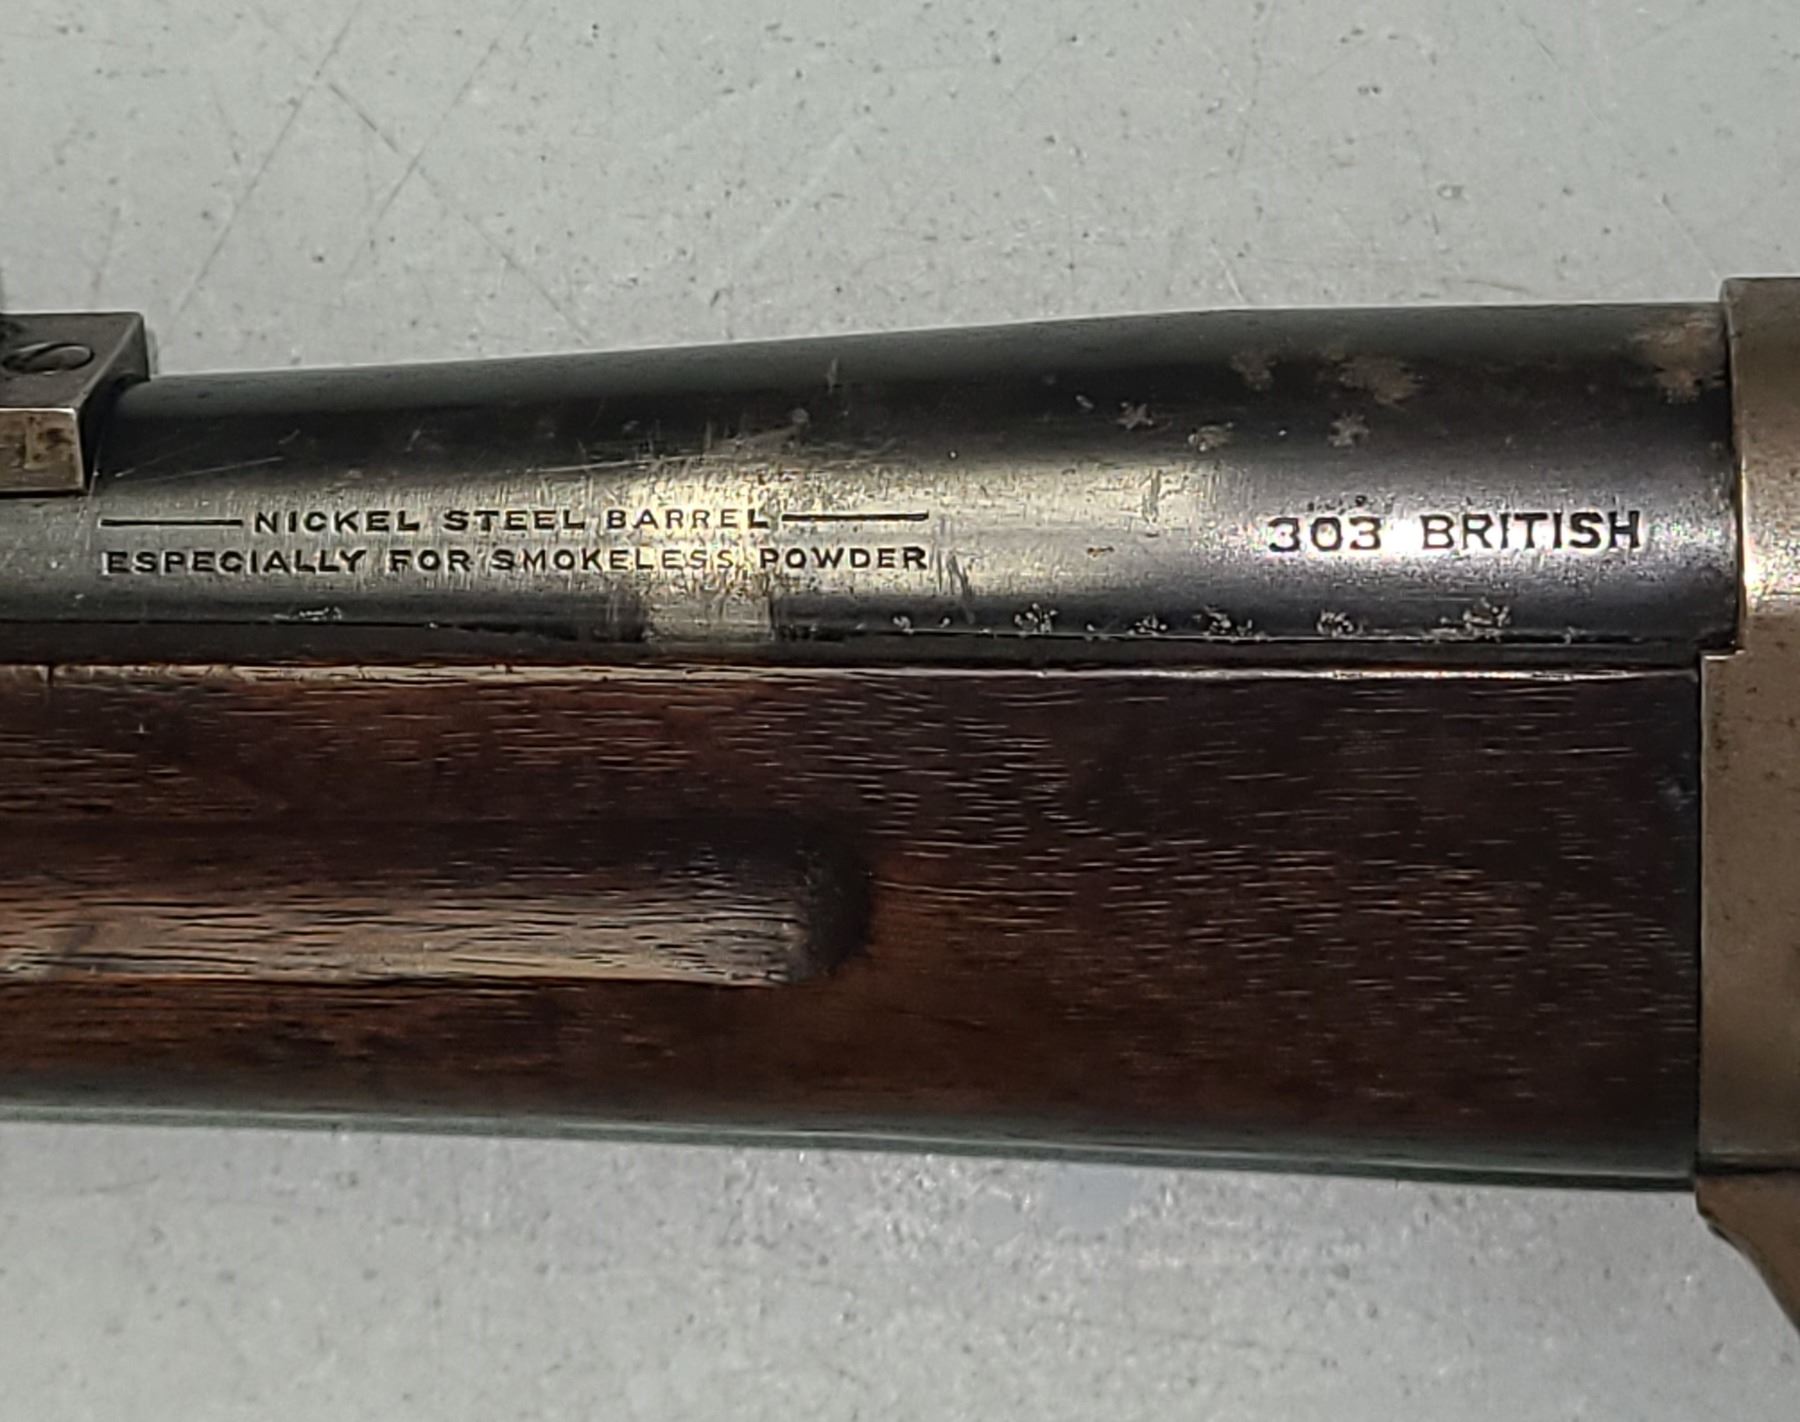 NICKEL STEEL BARREL
ESPECIALLY FOR SMOKELESS POWDER
303 BRITISH